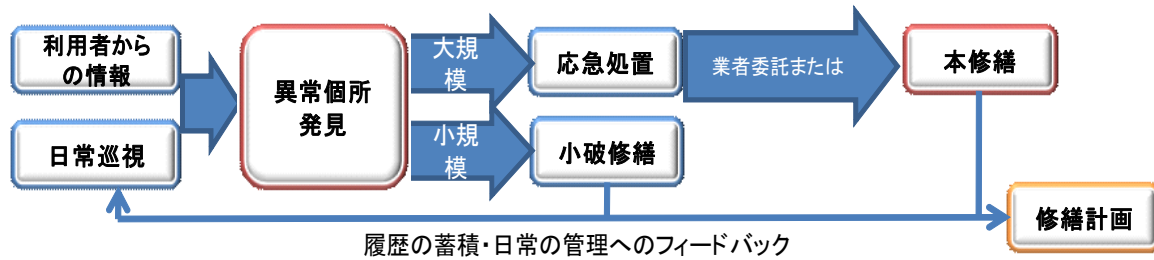 利用者から
の情報
日常巡視
異常個所
発見
大規
模
小規
模
応急処置
小破修繕
業者委託または
本修繕
修繕計画
履歴の蓄積・日常の管理へのフィードバック